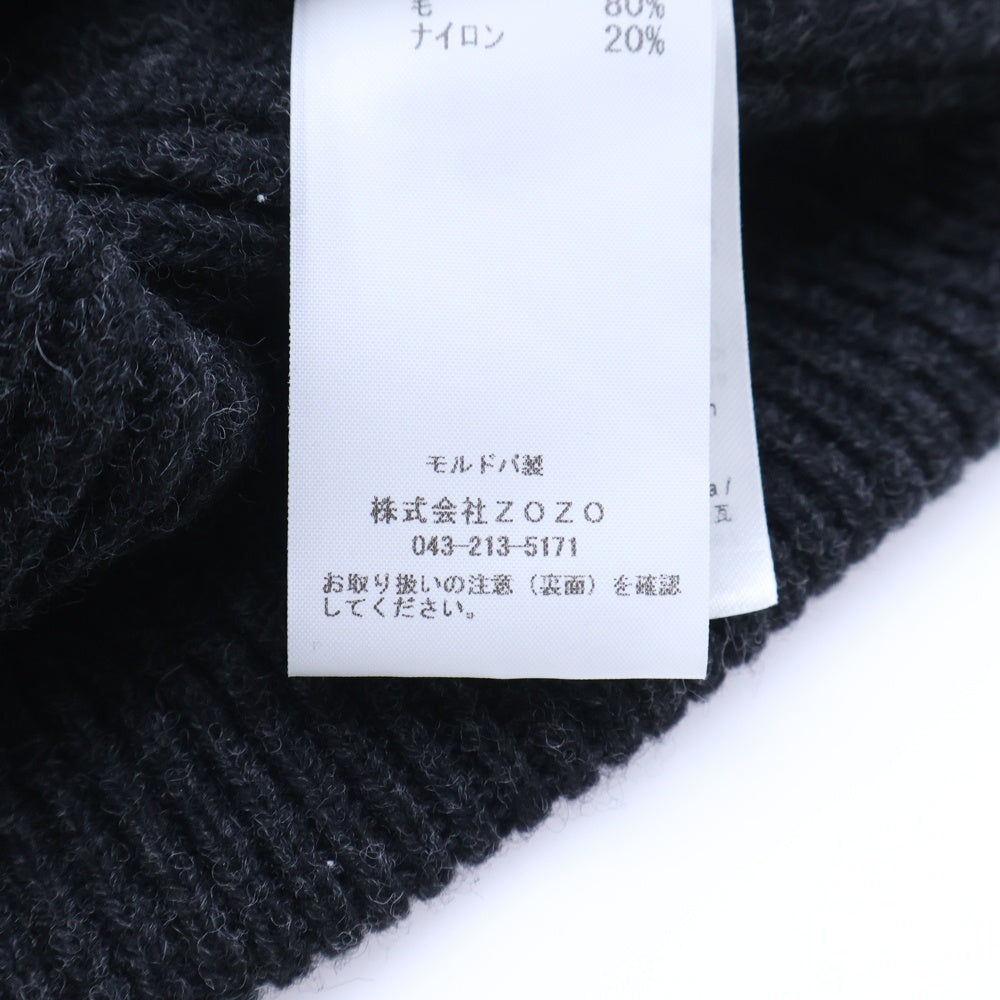 毛 80%
ナイロン 20%
モルドバ製
株式会社ZOZO
043-213-5171
お取り扱いの注意（裏面）を確認
してください。